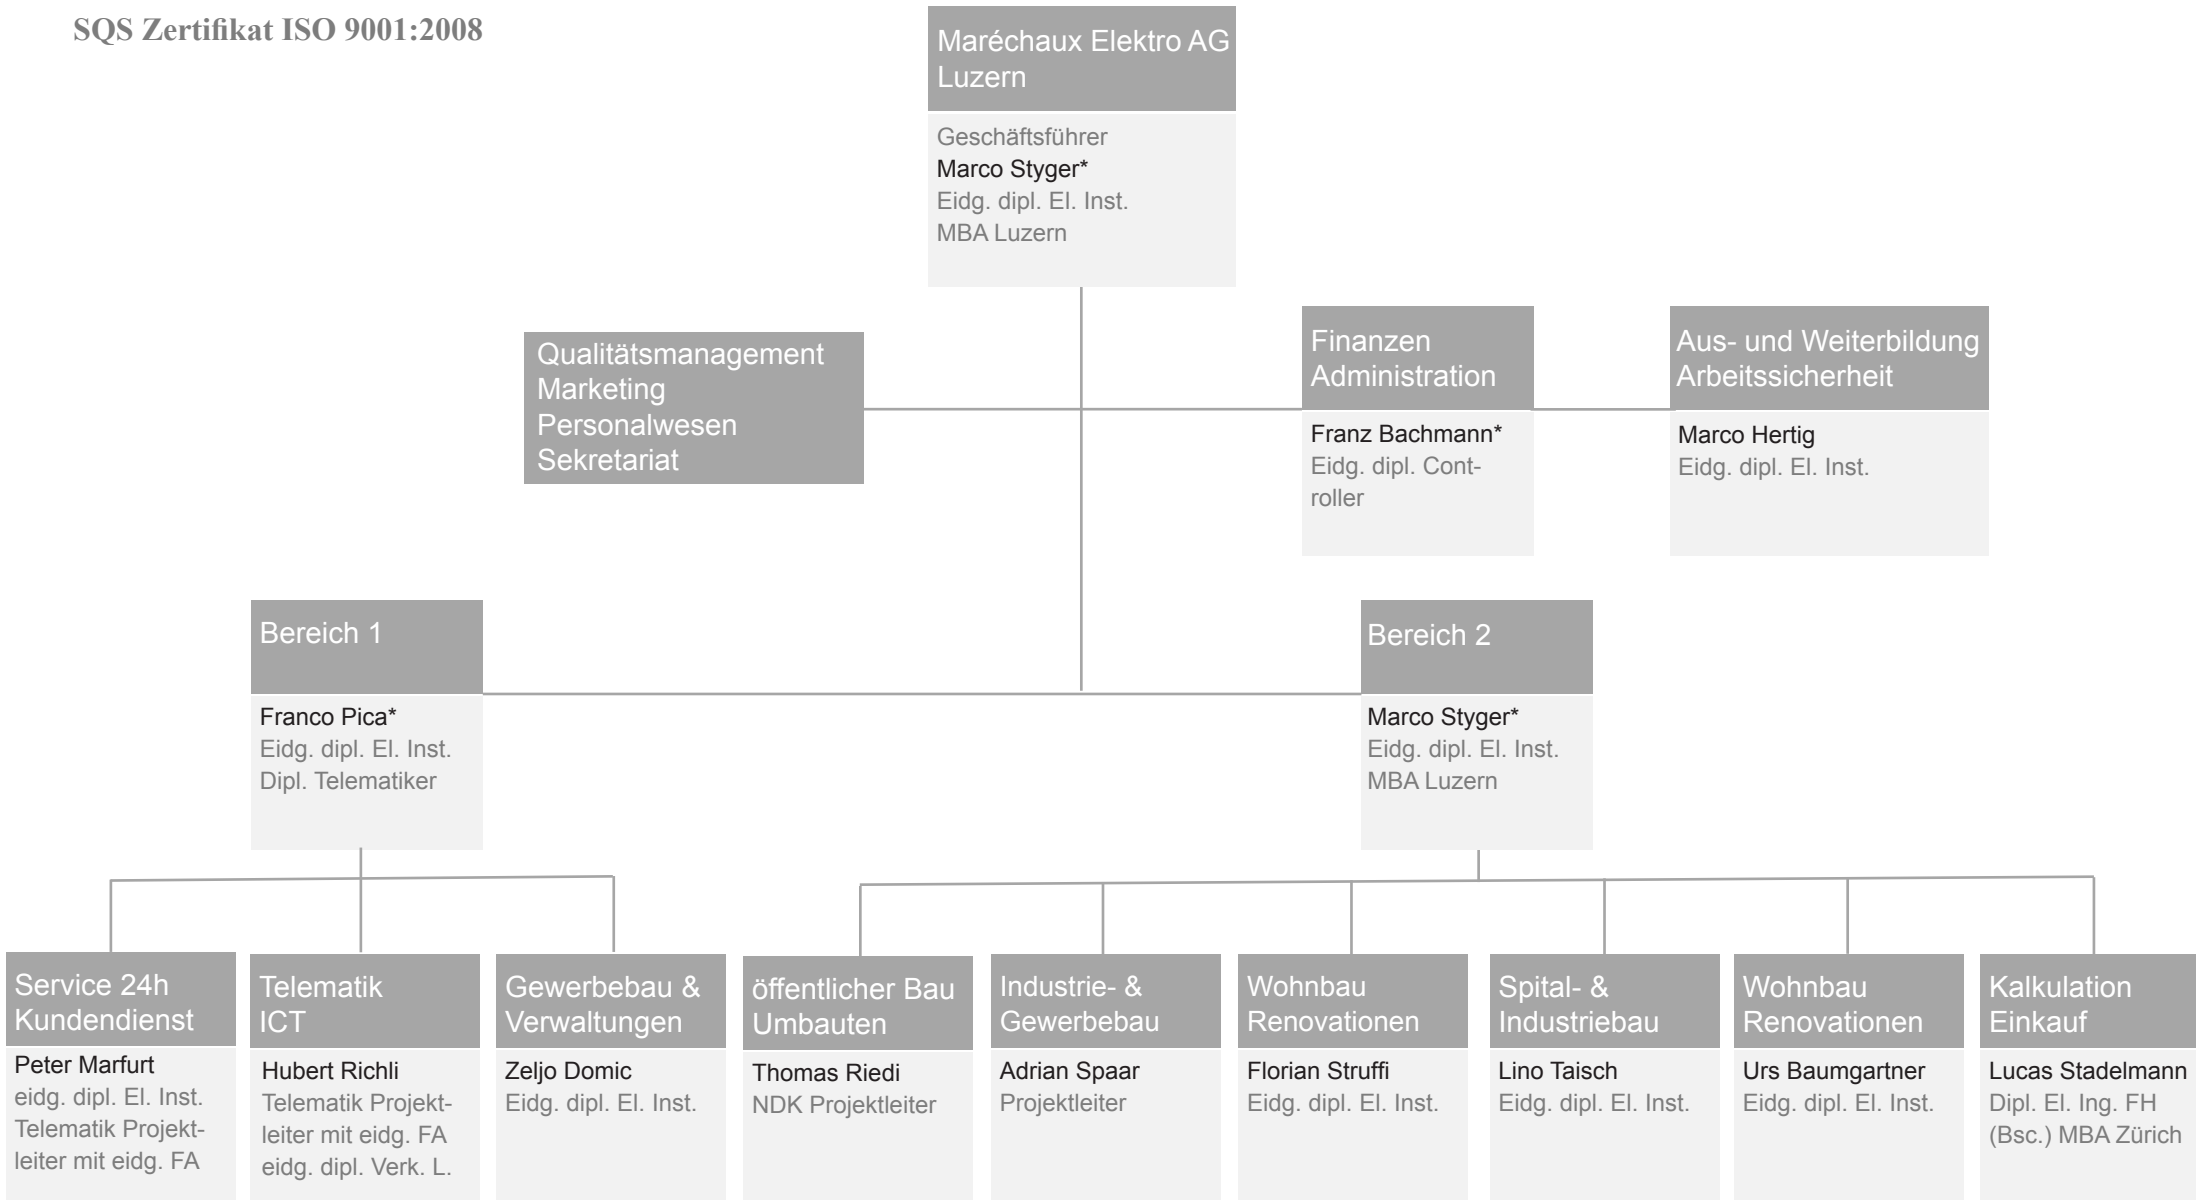 SQS Zertifikat ISO 9001:2008
Maréchaux Elektro AG
Luzern
Geschäftsführer
Marco Styger*
Eidg. dipl. El. Inst.
MBA Luzern
Qualitätsmanagement
Marketing
Personalwesen
Sekretariat
Finanzen
Administration
Franz Bachmann*
Eidg. dipl. Cont-
roller
Aus- und Weiterbildung
Arbeitssicherheit
Marco Hertig
Eidg. dipl. El. Inst.
Bereich 1
Franco Pica*
Eidg. dipl. El. Inst.
Dipl. Telematiker
Bereich 2
Marco Styger*
Eidg. dipl. El. Inst.
MBA Luzern
Service 24h
Kundendienst
Peter Marfurt
eidg. dipl. El. Inst.
Telematik Projekt-
leiter mit eidg. FA
Telematik
ICT
Hubert Richli
Telematik Projekt-
leiter mit eidg. FA
eidg. dipl. Verk. L.
Gewerbebau &
Verwaltungen
Zeljo Domic
Eidg. dipl. El. Inst.
öffentlicher Bau
Umbauten
Thomas Riedi
NDK Projektleiter
Industrie- &
Gewerbebau
Adrian Spaar
Projektleiter
Wohnbau
Renovationen
Florian Struffi
Eidg. dipl. El. Inst.
Spital- &
Industriebau
Lino Taisch
Eidg. dipl. El. Inst.
Wohnbau
Renovationen
Urs Baumgartner
Eidg. dipl. El. Inst.
Kalkulation
Einkauf
Lucas Stadelmann
Dipl. El. Ing. FH
(Bsc.) MBA Zürich